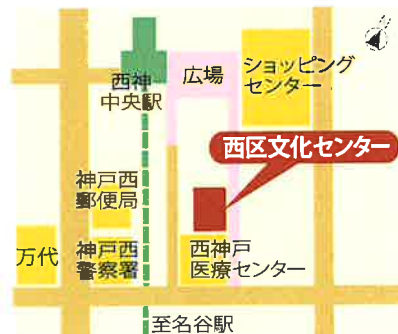 西神
中央駅
広場
ショッピング
センター
西区文化センター
神戸西
郵便局
万代
神戸西
警察署
西神戸
医療センター
至名谷駅